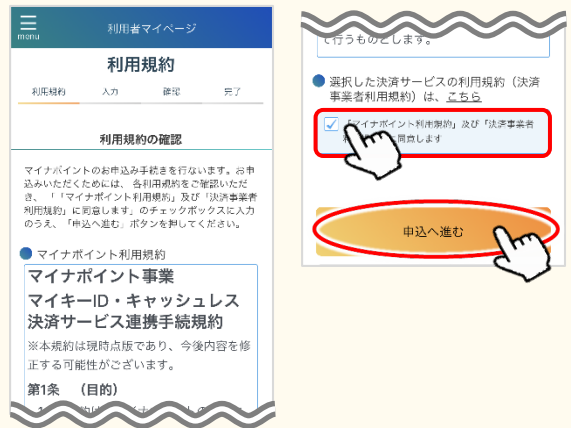 menu
利用者マイページ
利用規約
利用規約 入力 確認 完了
利用規約の確認
マイナポイントのお申込み手続きを行ないます。お申
込みいただくためには、 各利用規約をご確認いただ
き、 「「マイナポイント利用規約」及び「決済事業者
利用規約」に同意します」のチェックボックスに入力
のうえ、「申込へ進む」ボタンを押してください。
マイナポイント利用規約
マイナポイント事業
マイキーID・キャッシュレス
決済サービス連携手続規約
※本規約は現時点版であり、今後内容を修
正する可能性がございます。
第1条 (目的)
て行うものとします。
選択した決済サービスの利用規約（決済
事業者利用規約）は、こちら
「マイナポイント利用規約」及び「決済事業者
に同意します
申込へ進む